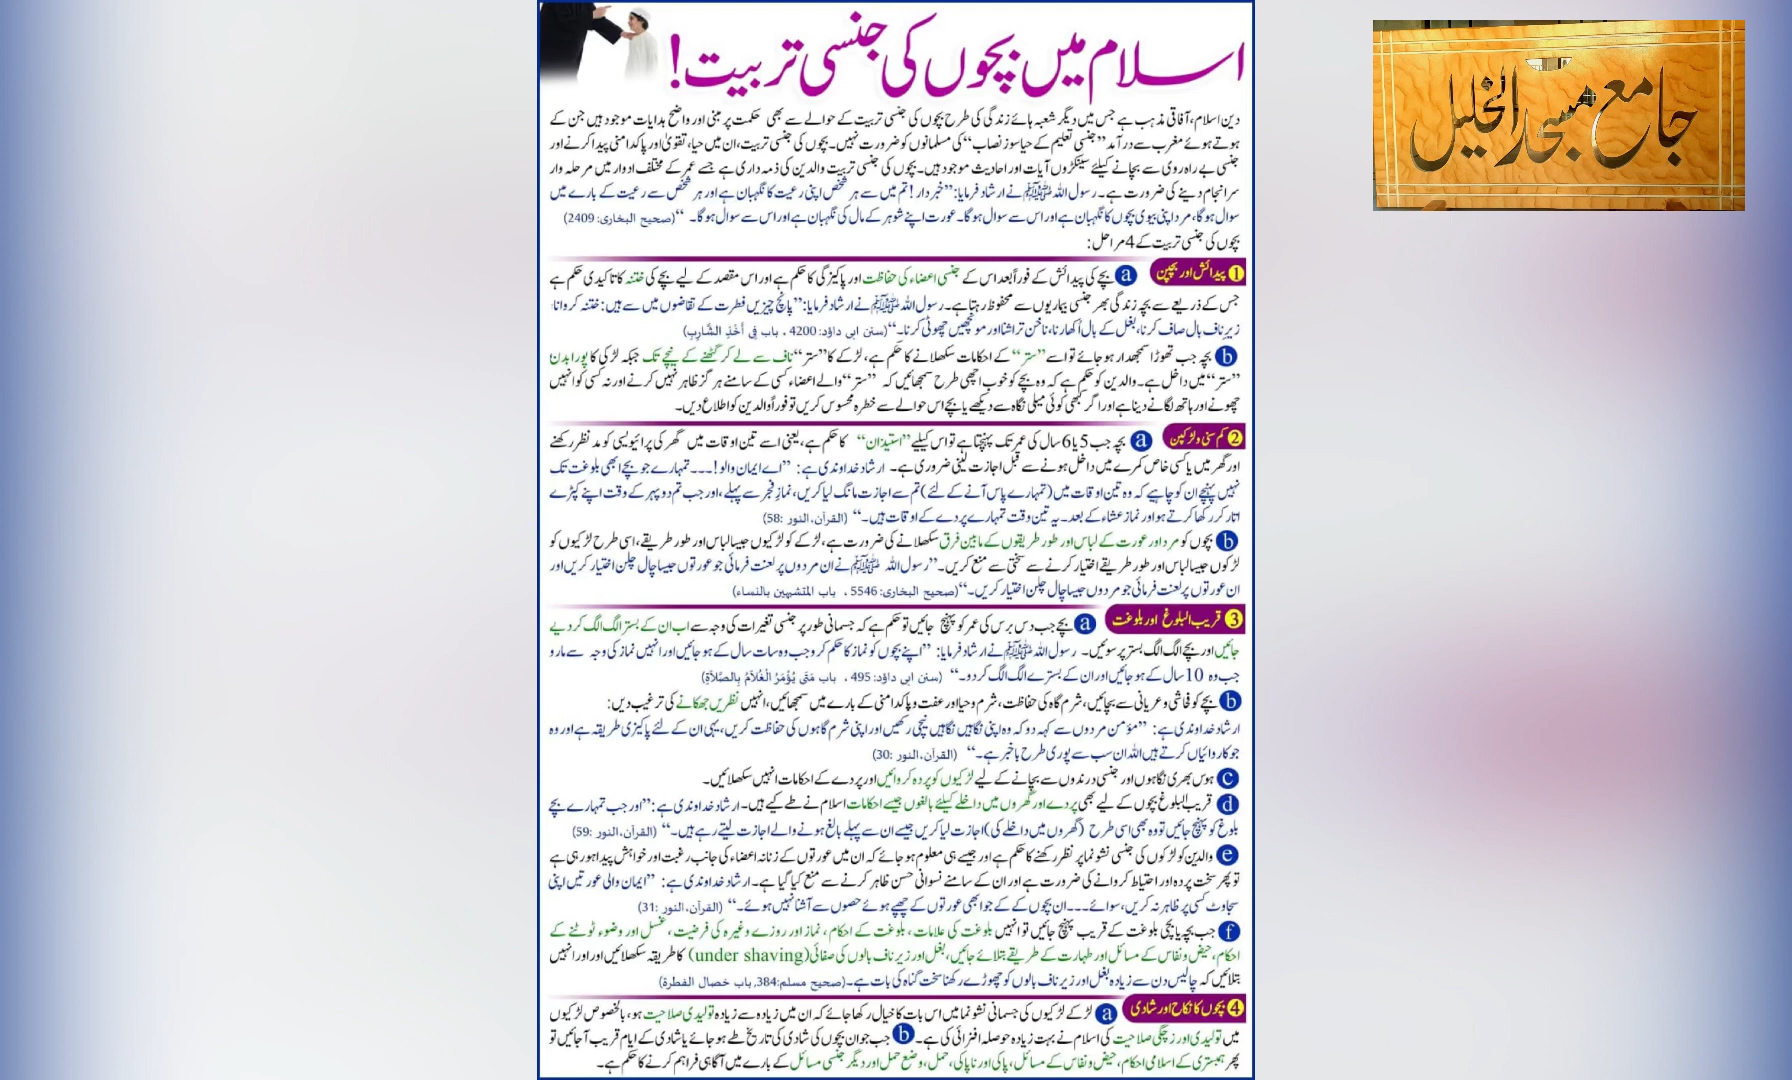 اسلام میں بچوں کی جنسی تربیت!
جامع مسجد الخلیل
دین اسلام، آفاقی مذہب ہے جس میں دیگر شعبہ ہائے زندگی کی طرح بچوں کی جنسی تربیت کے حوالے سے بھی حکمت پر مبنی اور واضح ہدایات موجود ہیں جن کے
ہوتے ہوئے مغرب سے درآمد ”جنسی تعلیم کے حیا سوز نصاب“ کی مسلمانوں کو ضرورت نہیں۔ بچوں کی جنسی تربیت، ان میں حیا، تقویٰ اور پاکدامنی پیدا کرنے اور
جنسی بے راہ روی سے بچانے کیلئے سینکڑوں آیات اور احادیث موجود ہیں۔ بچوں کی جنسی تربیت والدین کی ذمہ داری ہے جسے عمر کے مختلف ادوار میں مرحلہ وار
سرانجام دینے کی ضرورت ہے۔ رسول اللہ ﷺ نے ارشاد فرمایا: ”خبردار! تم میں سے ہر شخص اپنی رعیت کا نگہبان ہے اور ہر شخص سے رعیت کے بارے میں
سوال ہوگا، مرد اپنی بیوی بچوں کا نگہبان ہے اور اس سے سوال ہوگا۔ عورت اپنے شوہر کے مال کی نگہبان ہے اور اس سے سوال ہوگا۔“ (صحیح البخاری: 2409)
بچوں کی جنسی تربیت کے 4 مراحل:
1 پیدائش اور بچپن a بچے کی پیدائش کے فوراً بعد اس کے جنسی اعضاء کی حفاظت اور پاکیزگی کا حکم ہے اور اس مقصد کے لیے بچے کی ختنہ کا تاکیدی حکم ہے
جس کے ذریعے سے بچہ زندگی بھر جنسی بیماریوں سے محفوظ رہتا ہے۔ رسول اللہ ﷺ نے ارشاد فرمایا: ”پانچ چیزیں فطرت کے تقاضوں میں سے ہیں: ختنہ کروانا،
زیر ناف بال صاف کرنا، بغل کے بال اُکھاڑنا، ناخن تراشنا اور مونچھیں چھوٹی کرنا۔“ (سنن ابی داؤد: 4200 ، باب فِی أَخْذِ الشَّارِبِ)
b بچہ جب تھوڑا سمجھدار ہو جائے تو اسے ”ستر“ کے احکامات سکھلانے کا حکم ہے، لڑکے کا ”ستر“ ناف سے لے کر گھٹنے کے نیچے تک جبکہ لڑکی کا پورا بدن
”ستر“ میں داخل ہے۔ والدین کو حکم ہے کہ وہ بچے کو خوب اچھی طرح سمجھائیں کہ ”ستر“ والے اعضاء کسی کے سامنے ہرگز ظاہر نہیں کرنے اور نہ کسی کو انہیں
چھونے اور ہاتھ لگانے دینا ہے اور اگر کبھی کوئی میلی نگاہ سے دیکھے یا بچے اس حوالے سے خطرہ محسوس کریں تو فوراً والدین کو اطلاع دیں۔
2 کم سنی و لڑکپن a بچہ جب 5 یا 6 سال کی عمر تک پہنچتا ہے تو اس کیلیے ”استیذان“ کا حکم ہے، یعنی اسے تین اوقات میں گھر کی پرائیویسی کو مدنظر رکھنے
اور گھر میں یا کسی خاص کمرے میں داخل ہونے سے قبل اجازت لینی ضروری ہے۔ ارشاد خداوندی ہے: ”اے ایمان والو!۔۔۔تمہارے جو بچے ابھی بلوغت تک
نہیں پہنچے ان کو چاہیے کہ وہ تین اوقات میں (تمہارے پاس آنے کے لئے) تم سے اجازت مانگ لیا کریں، نماز فجر سے پہلے، اور جب تم دوپہر کے وقت اپنے کپڑے
اتار کر رکھا کرتے ہو اور نماز عشاء کے بعد۔ یہ تین وقت تمہارے پردے کے اوقات ہیں۔“ (القرآن، النور :58)
b بچوں کو مرد اور عورت کے لباس اور طور طریقوں کے مابین فرق سکھلانے کی ضرورت ہے، لڑکے کو لڑکیوں جیسا لباس اور طور طریقے، اسی طرح لڑکیوں کو
لڑکوں جیسا لباس اور طور طریقے اختیار کرنے سے سختی سے منع کریں۔ ”رسول اللہ ﷺ نے ان مردوں پر لعنت فرمائی جو عورتوں جیسا چال چلن اختیار کریں اور
ان عورتوں پر لعنت فرمائی جو مردوں جیسا چال چلن اختیار کریں۔“ (صحیح البخاری: 5546 ، باب المتشبہین بالنساء)
3 قریب البلوغ اور بلوغت a بچے جب دس برس کی عمر کو پہنچ جائیں تو حکم ہے کہ جسمانی طور پر جنسی تغیرات کی وجہ سے اب ان کے بستر الگ الگ کر دیے
جائیں اور بچے الگ الگ بستر پر سوئیں۔ رسول اللہ ﷺ نے ارشاد فرمایا: ”اپنے بچوں کو نماز کا حکم کرو جب وہ سات سال کے ہو جائیں اور انہیں نماز کی وجہ سے مارو
جب وہ 10 سال کے ہو جائیں اور ان کے بسترے الگ الگ کر دو۔“ (سنن ابی داؤد: 495 ، باب مَتَى يُؤْمَرُ الْغُلَامُ بِالصَّلَاةِ)
b بچے کو فحاشی و عریانی سے بچائیں، شرم گاہ کی حفاظت، شرم و حیا اور عفت و پاکدامنی کے بارے میں سمجھائیں، انہیں نظریں جھکانے کی ترغیب دیں:
ارشاد خداوندی ہے: ”مؤمن مردوں سے کہہ دو کہ وہ اپنی نگاہیں نگاہیں نیچی رکھیں اور اپنی شرم گاہوں کی حفاظت کریں، یہی ان کے لئے پاکیزی طریقہ ہے اور وہ
جو کاروائیاں کرتے ہیں اللہ ان سب سے پوری طرح باخبر ہے۔“ (القرآن، النور :30)
c ہوس بھری نگاہوں اور جنسی درندوں سے بچانے کے لیے لڑکیوں کو پردہ کروائیں اور پردے کے احکامات انہیں سکھلائیں۔
d قریب البلوغ بچوں کے لیے بھی پردے اور گھروں میں داخلے کیلئے بالغوں جیسے احکامات اسلام نے طے کیے ہیں۔ ارشاد خداوندی ہے: ”اور جب تمہارے بچے
بلوغ کو پہنچ جائیں تو وہ بھی اسی طرح (گھروں میں داخلے کی) اجازت لیا کریں جیسے ان سے پہلے بالغ ہونے والے اجازت لیتے رہے ہیں۔“ (القرآن، النور :59)
e والدین کو لڑکوں کی جنسی نشونما پر نظر رکھنے کا حکم ہے اور جیسے ہی معلوم ہو جائے کہ ان میں عورتوں کے زنانہ اعضاء کی جانب رغبت اور خواہش پیدا ہو رہی ہے
تو پھر سخت پردہ اور احتیاط کروانے کی ضرورت ہے اور ان کے سامنے نسوانی حسن ظاہر کرنے سے منع کیا گیا ہے۔ ارشاد خداوندی ہے: ”ایمان والی عورتیں اپنی
سجاوٹ کسی پر ظاہر نہ کریں، سوائے۔۔۔ان بچوں کے کے جو ابھی عورتوں کے چھپے ہوئے حصوں سے آشنا نہیں ہوئے۔“ (القرآن، النور :31)
f جب بچہ یا بچی بلوغت کے قریب پہنچ جائیں تو انہیں بلوغت کی علامات، بلوغت کے احکام، نماز اور روزے وغیرہ کی فرضیت، غسل اور وضوء ٹوٹنے کے
احکام، حیض و نفاس کے مسائل اور طہارت کے طریقے بتلائے جائیں، بغل اور زیر ناف بالوں کی صفائی (under shaving) کا طریقہ سکھلائیں اور اور انہیں
بتلائیں کہ چالیس دن سے زیادہ بغل اور زیر ناف بالوں کو چھوڑے رکھنا سخت گناہ کی بات ہے۔ (صحیح مسلم:384، باب خصال الفطرة)
4 بچوں کا نکاح اور شادی a لڑکے لڑکیوں کی جسمانی نشونما میں اس بات کا خیال رکھا جائے کہ ان میں زیادہ سے زیادہ تولیدی صلاحیت ہو، بالخصوص لڑکیوں
میں تولیدی اور زچگی صلاحیت کی اسلام نے بہت زیادہ حوصلہ افزائی کی ہے۔ b جب جوان بچوں کی شادی کی تاریخ طے ہو جائے یا شادی کے ایام قریب آجائیں تو
پھر ہمبستری کے اسلامی احکام، حیض و نفاس کے مسائل، پاکی اور ناپاکی، حمل، وضع حمل اور دیگر جنسی مسائل کے بارے میں آگاہی فراہم کرنے کا حکم ہے۔